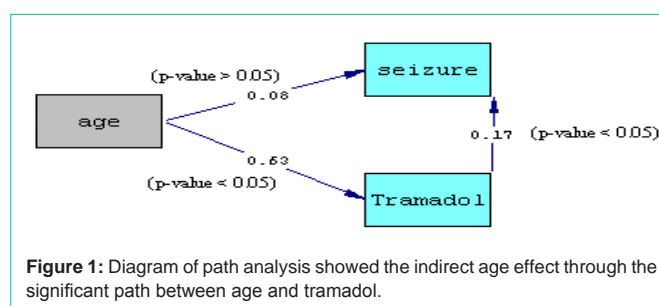 seizure
(p-value > 0.05)
0.08
age
0.17 (p-value < 0.05)
0.53
(p-value < 0.05)
Tramadol
Figure 1: Diagram of path analysis showed the indirect age effect through the
significant path between age and tramadol.